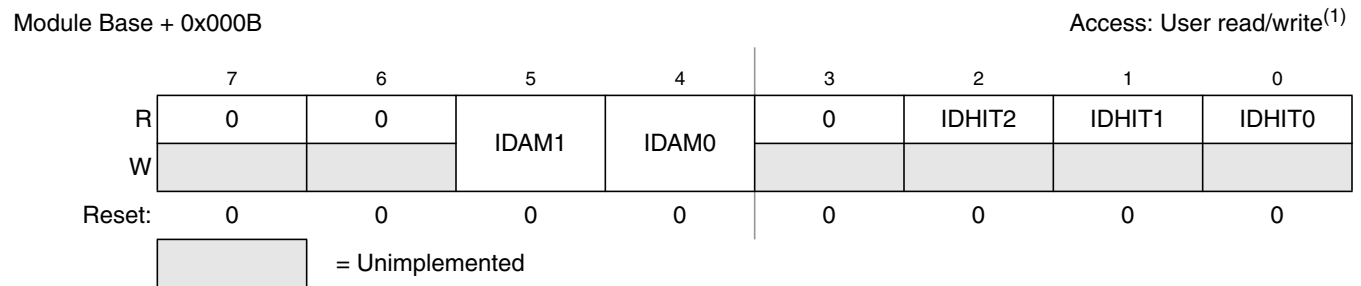 Module Base + 0x000B Access: User read/write(1)
7 6 5 4 3 2 1 0
R 0 0 IDAM1 IDAM0 0 IDHIT2 IDHIT1 IDHIT0
W
Reset: 0 0 0 0 0 0 0 0
= Unimplemented